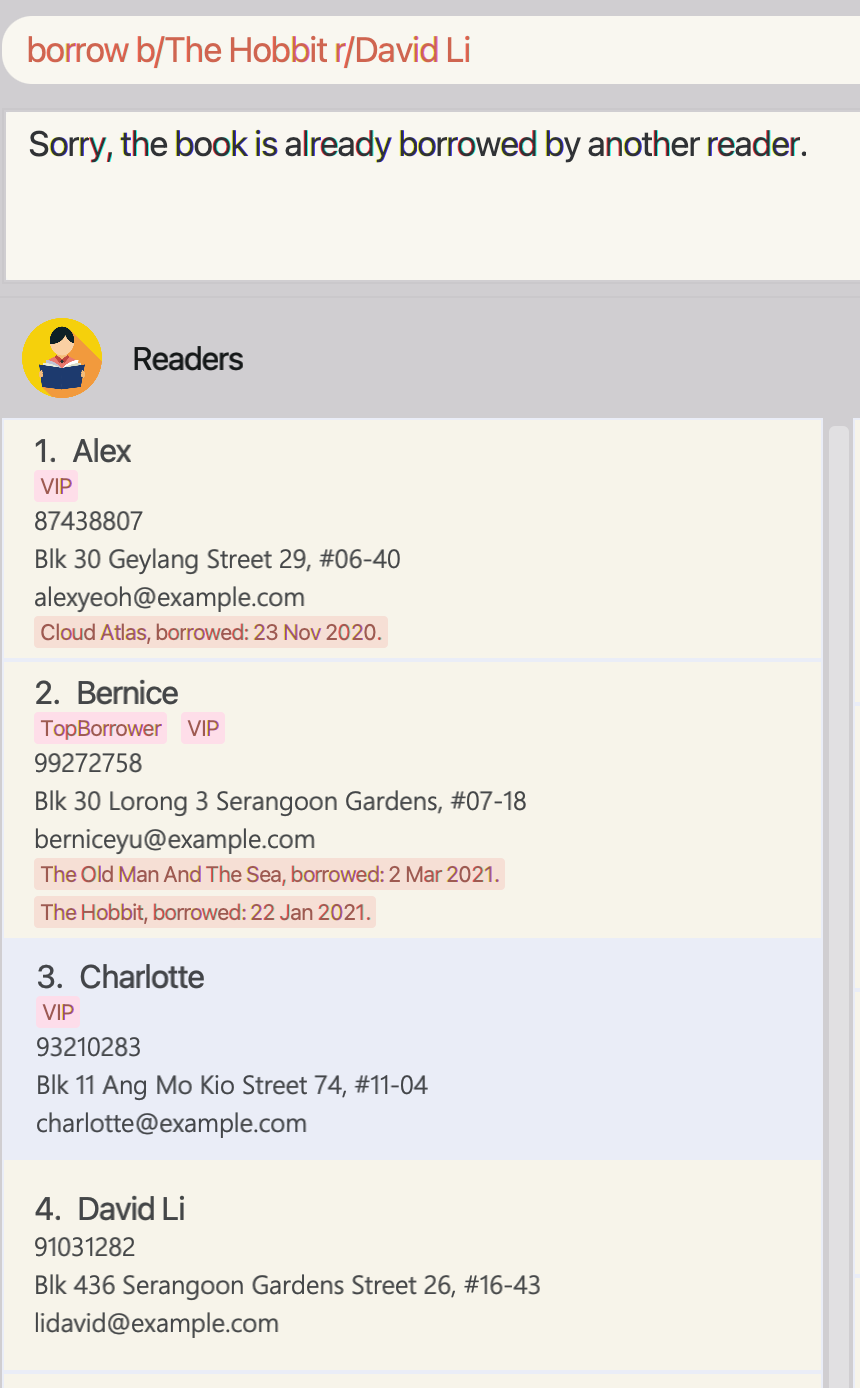 borrow b/The Hobbit r/David Li
Sorry, the book is already borrowed by another reader.
Readers
1. Alex
VIP
87438807
Blk 30 Geylang Street 29, #06-40
alexyeoh@example.com
Cloud Atlas, borrowed: 23 Nov 2020.
2. Bernice
TopBorrower VIP
99272758
Blk 30 Lorong 3 Serangoon Gardens, #07-18
berniceyu@example.com
The Old Man And The Sea, borrowed: 2 Mar 2021.
The Hobbit, borrowed: 22 Jan 2021.
3. Charlotte
VIP
93210283
Blk 11 Ang Mo Kio Street 74, #11-04
charlotte@example.com
4. David Li
91031282
Blk 436 Serangoon Gardens Street 26, #16-43
lidavid@example.com